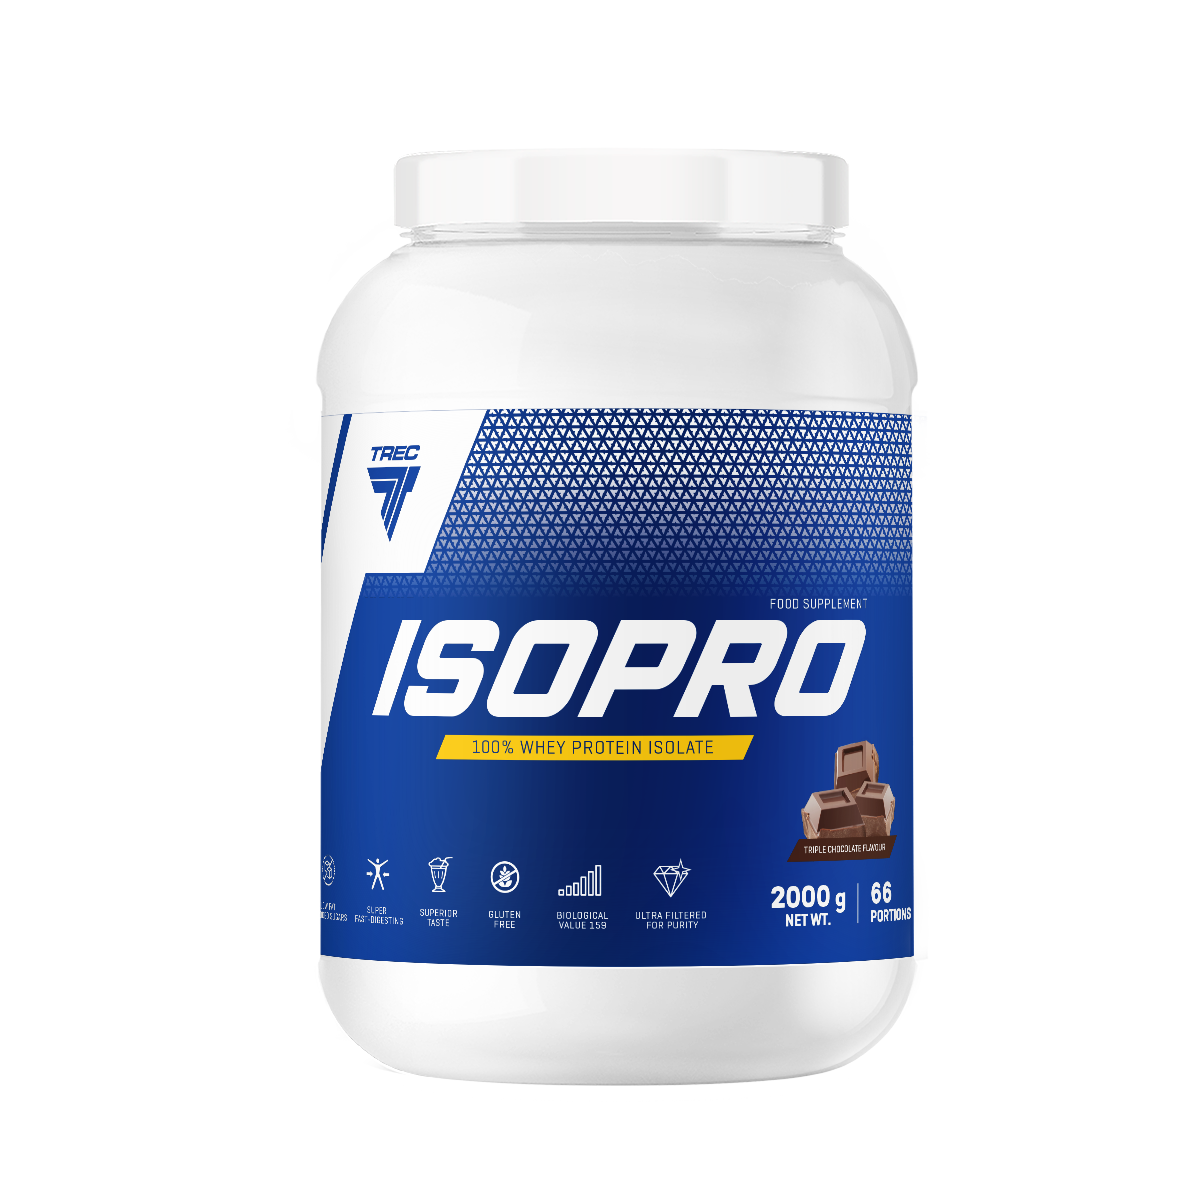 TREC
FOOD SUPPLEMENT
ISOPRO
100% WHEY PROTEIN ISOLATE
TRIPLE CHOCOLATE FLAVOUR
SUGARS
SUPER
FAST-DIGESTING
SUPERIOR
TASTE
GLUTEN
FREE
BIOLOGICAL
VALUE 159
ULTRA FILTERED
FOR PURITY
2000 g
NET WT.
66
PORTIONS